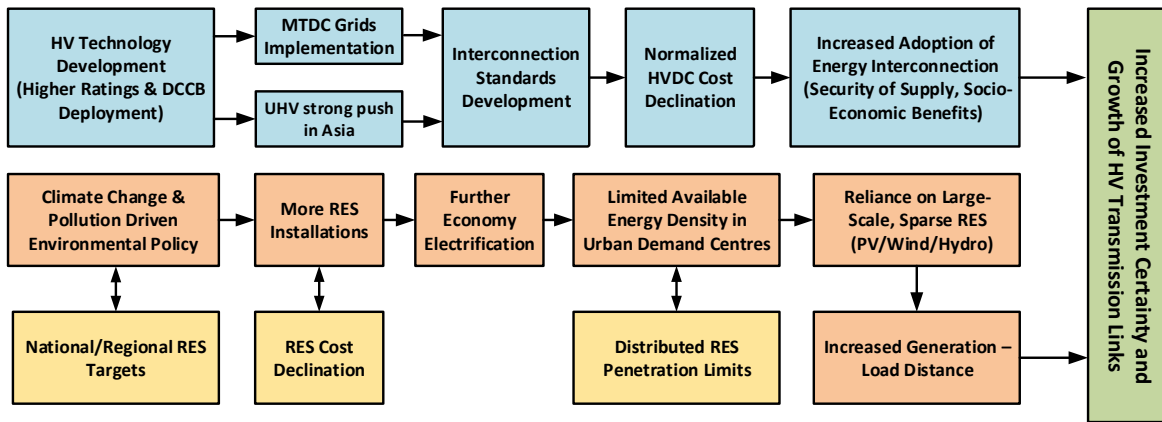 HV Technology
Development
(Higher Ratings & DCCB
Deployment)
MTDC Grids
Implementation
UHV strong push
in Asia
Interconnection
Standards
Development
Normalized
HVDC Cost
Declination
Increased Adoption of
Energy Interconnection
(Security of Supply, Socio-
Economic Benefits)
Climate Change &
Pollution Driven
Environmental Policy
More RES
Installations
Further
Economy
Electrification
Limited Available
Energy Density in
Urban Demand Centres
Reliance on Large-
Scale, Sparse RES
(PV/Wind/Hydro)
National/Regional RES
Targets
RES Cost
Declination
Distributed RES
Penetration Limits
Increased Generation –
Load Distance
Increased Investment Certainty and
Growth of HV Transmission Links